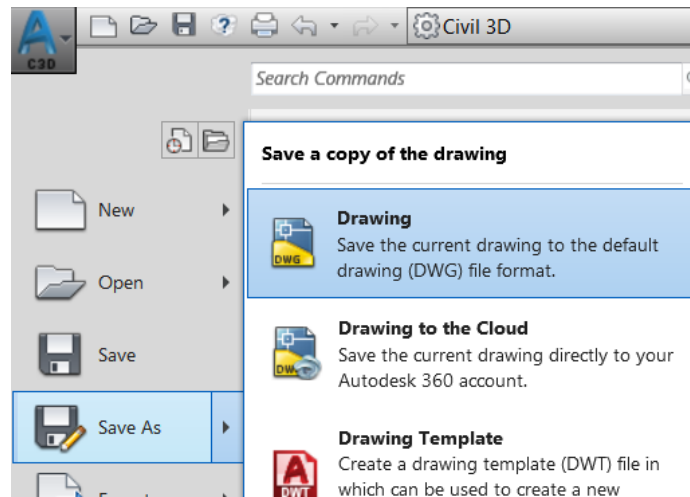 Civil 3D
C3D
Search Commands
Save a copy of the drawing
New
Open
Save
Save As
Drawing
Save the current drawing to the default
drawing (DWG) file format.
DWG
Drawing to the Cloud
Save the current drawing directly to your
Autodesk 360 account.
Drawing Template
Create a drawing template (DWT) file in
which can be used to create a new
DWT